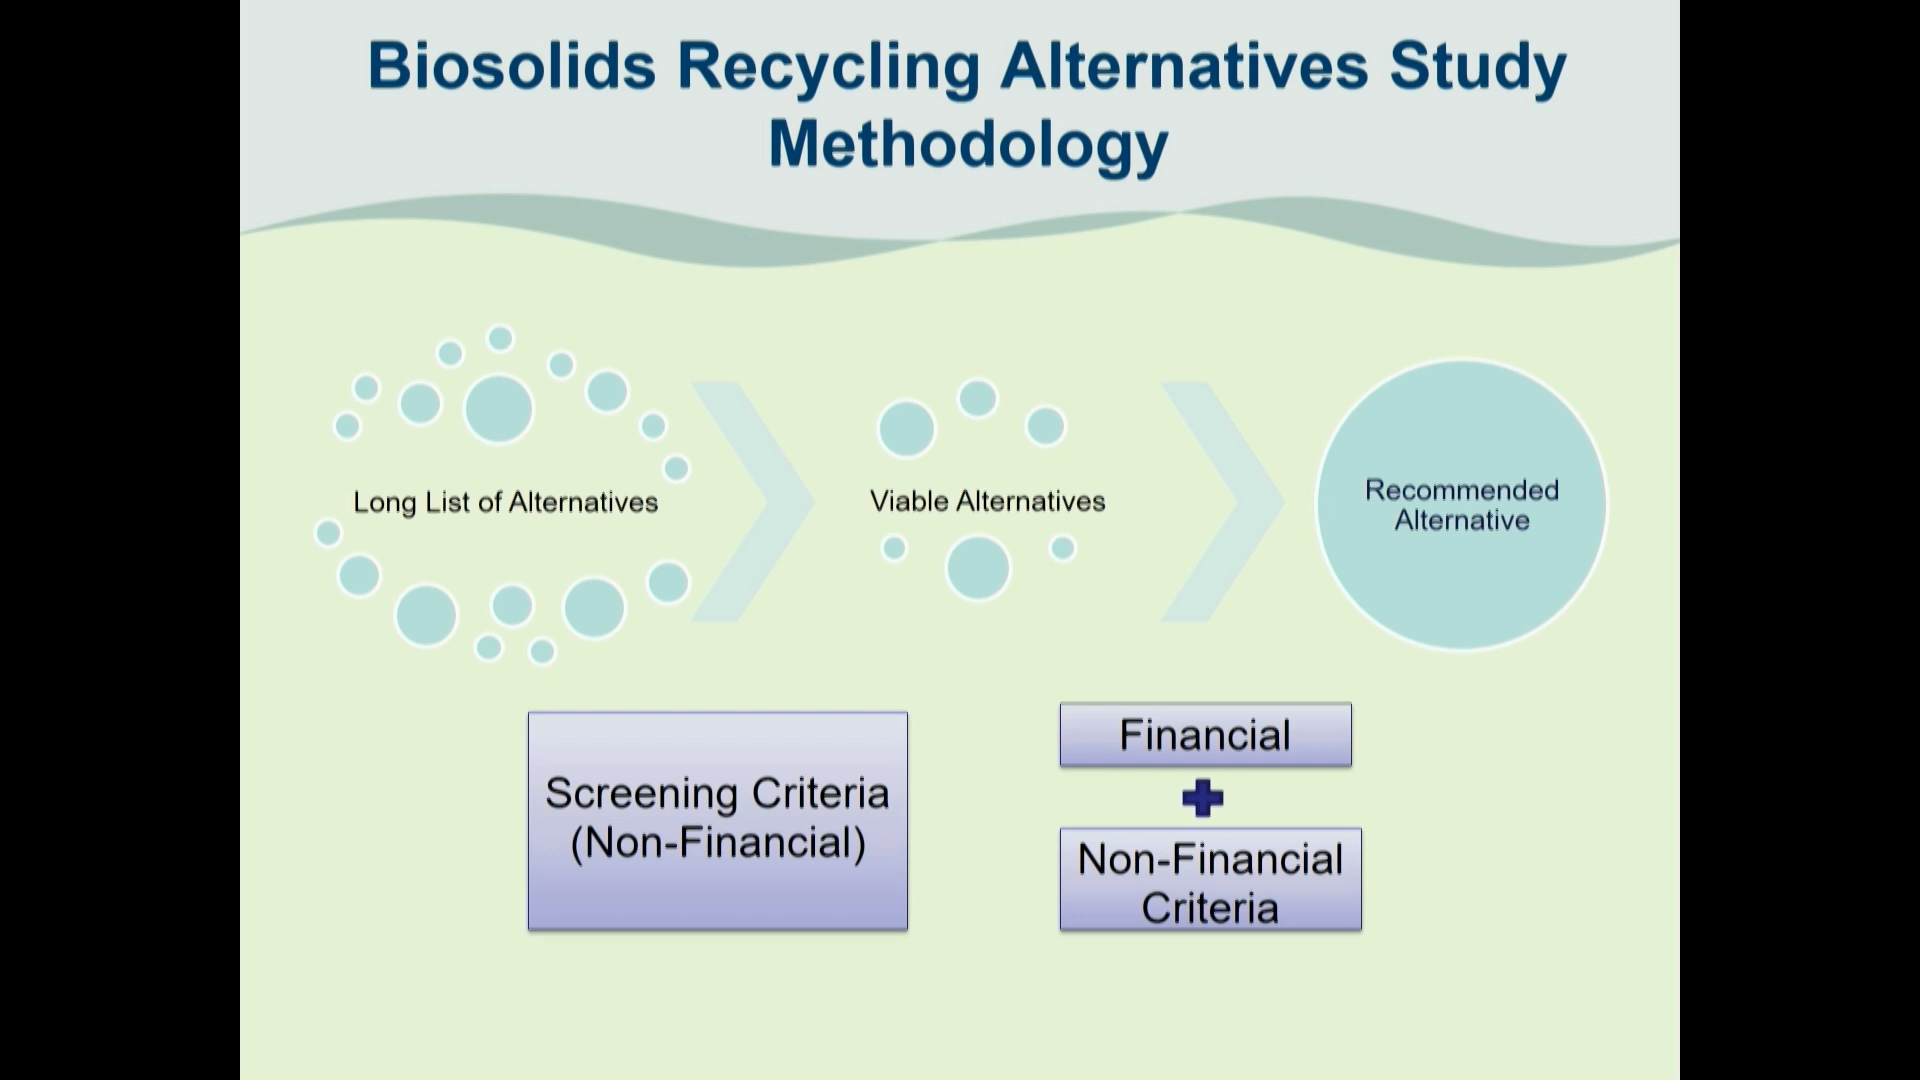 Biosolids Recycling Alternatives Study
Methodology
Long List of Alternatives
Viable Alternatives
Recommended
Alternative
Screening Criteria
(Non-Financial)
Financial
Non-Financial
Criteria